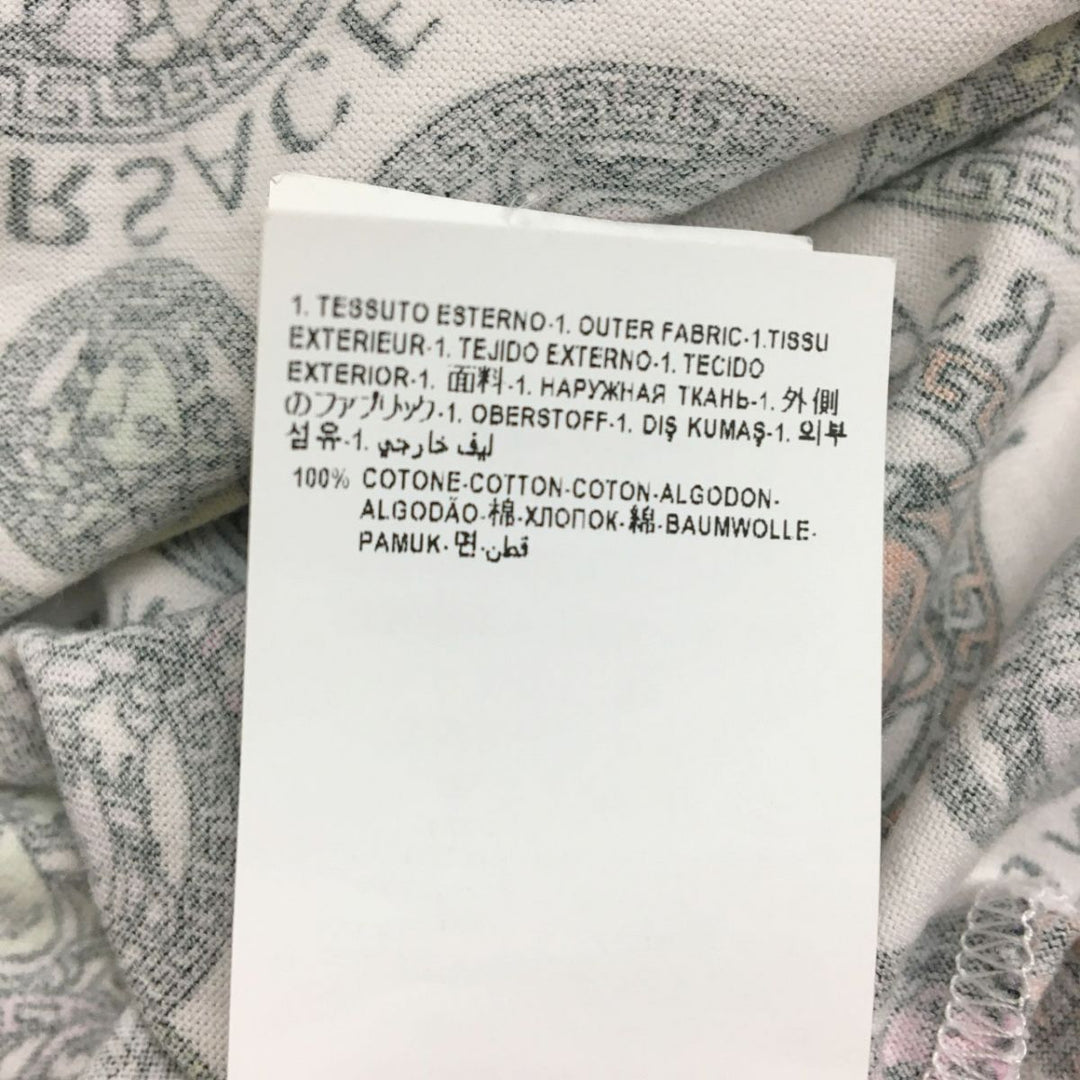 RSACE
1. TESSUTO ESTERNO-1. OUTER FABRIC-1.TISSU
EXTERIEUR-1. TEJIDO EXTERNO-1. TECIDO
EXTERIOR-1. 面料-1. НАРУЖНАЯ ТКАНЬ-1. 外側
のファブリック-1. OBERSTOFF-1. DIŞ KUMAŞ-1. 외부
섬유-1. ليف خارجي
100% COTONE-COTTON-COTON-ALGODON-
ALGODÃO-棉-ХЛОПОК-綿-BAUMWOLLE-
PAMUK-면-قطن